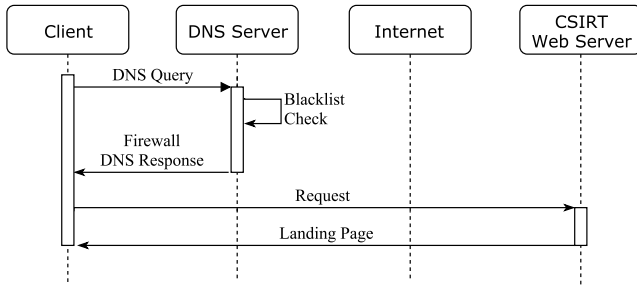 Client
DNS Server
Internet
CSIRT
Web Server
DNS Query
Blacklist
Check
Firewall
DNS Response
Request
Landing Page